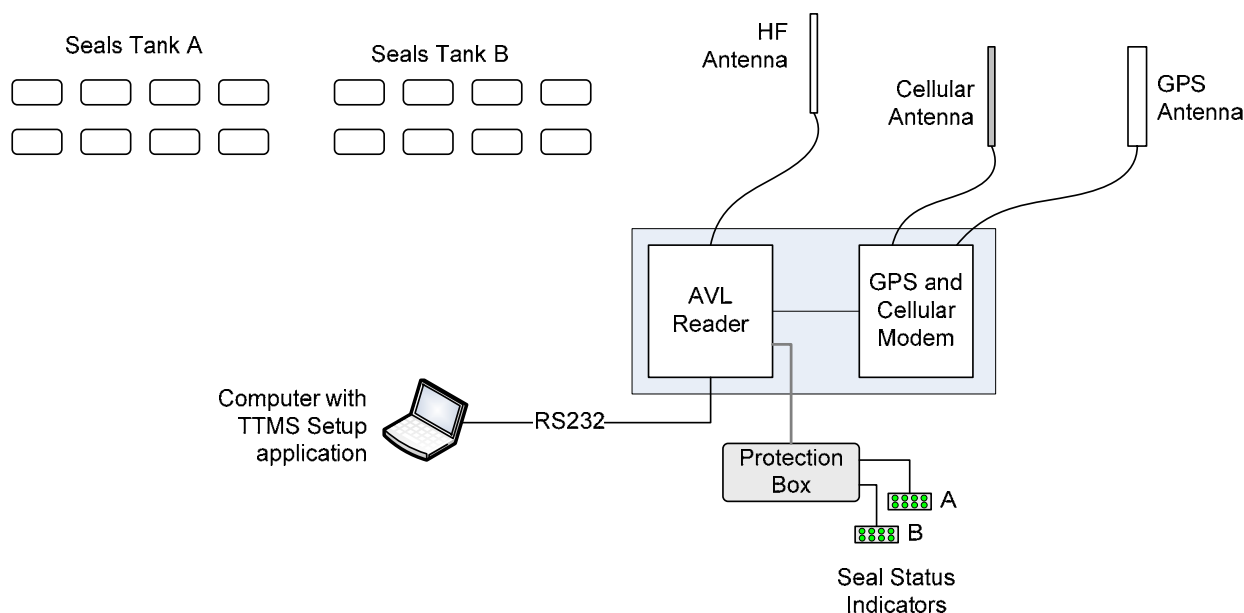 Seals Tank A
Seals Tank B
HF
Antenna
Cellular
Antenna
GPS
Antenna
AVL
Reader
GPS and
Cellular
Modem
Computer with
TTMS Setup
application
RS232
Protection
Box
A
B
Seal Status
Indicators